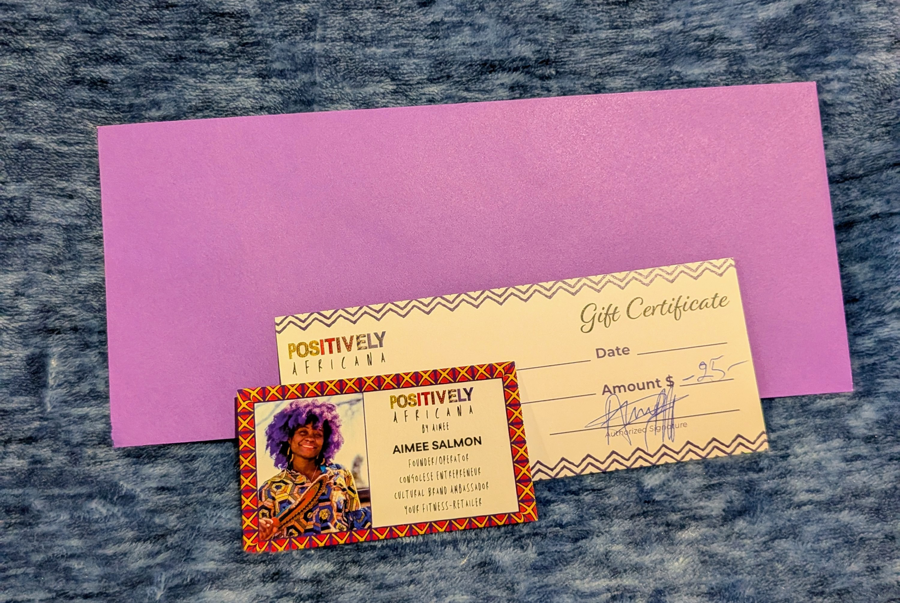 Gift Certificate
POSITIVELY
AFRICANA
Date
Amount $ -25-
Authorized Signature
POSITIVELY
AFRICANA
BY AIMEE
AIMEE SALMON
FOUNDER/OPERATOR
CONGOLESE ENTREPRENEUR
CULTURAL BRAND AMBASSADOR
YOUR FITNESS-RETAILER